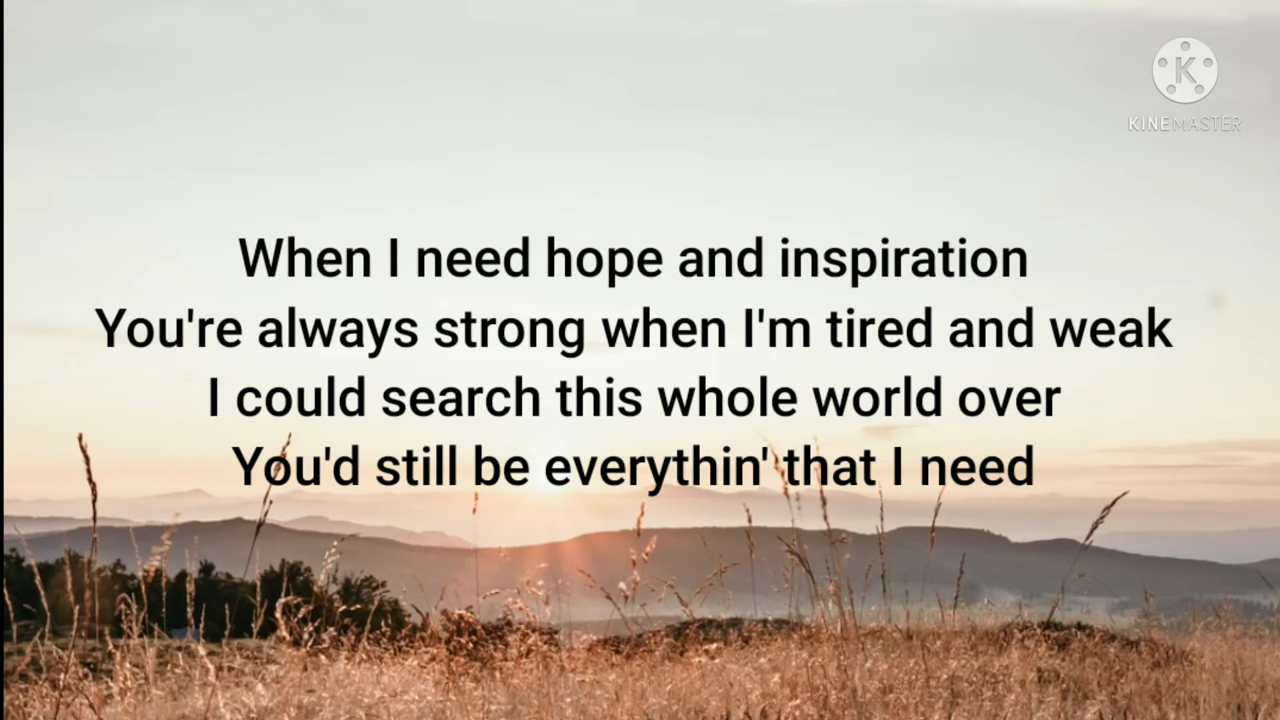 K
KINEMASTER
When I need hope and inspiration
You're always strong when I'm tired and weak
I could search this whole world over
You'd still be everythin' that I need